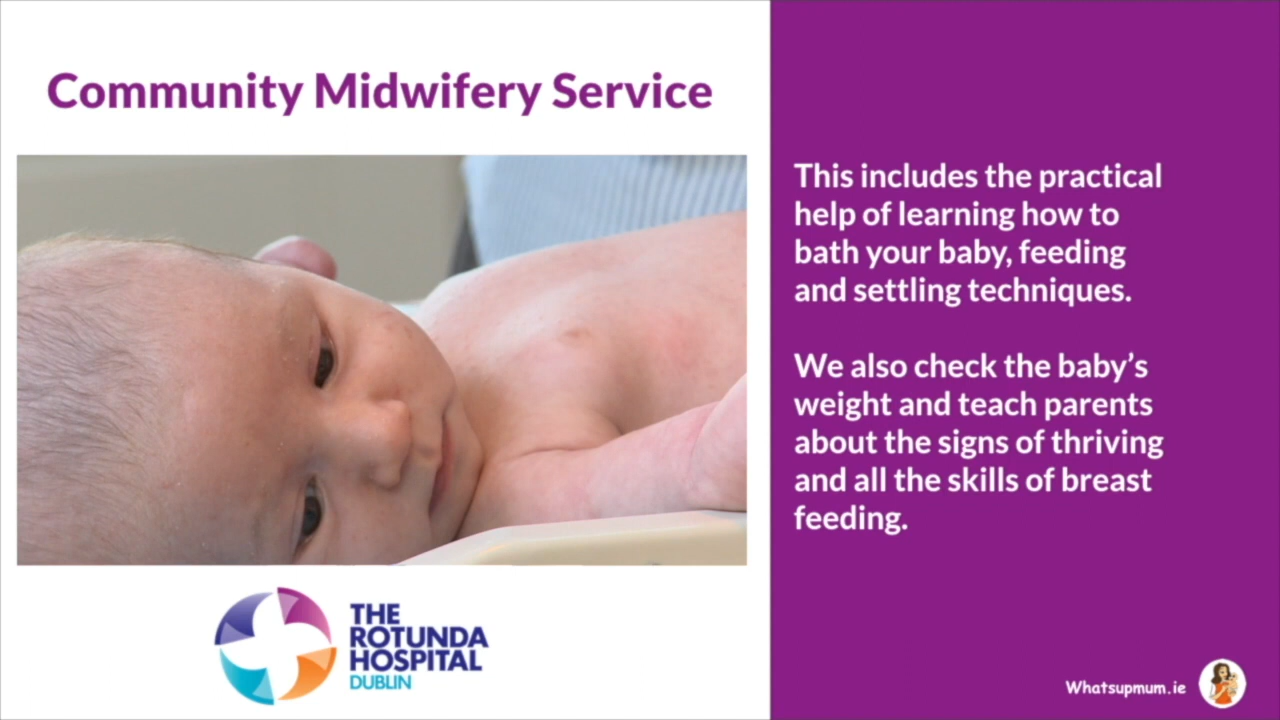 Community Midwifery Service
This includes the practical
help of learning how to
bath your baby, feeding
and settling techniques.
We also check the baby’s
weight and teach parents
about the signs of thriving
and all the skills of breast
feeding.
THE
ROTUNDA
HOSPITAL
DUBLIN
Whatsupmum.ie